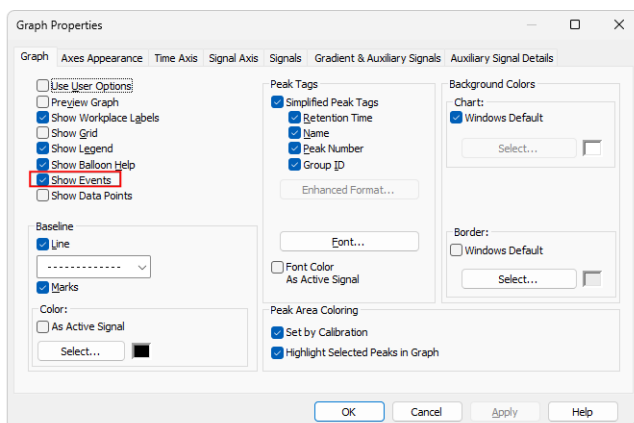 Graph Properties
Graph Axes Appearance Time Axis Signal Axis Signals Gradient & Auxiliary Signals Auxiliary Signal Details
Use User Options
Preview Graph
Show Workplace Labels
Show Grid
Show Legend
Show Balloon Help
Show Events
Show Data Points
Baseline
Line
Marks
Color:
As Active Signal
Select...
Peak Tags
Simplified Peak Tags
Retention Time
Name
Peak Number
Group ID
Enhanced Format...
Font...
Font Color
As Active Signal
Peak Area Coloring
Set by Calibration
Highlight Selected Peaks in Graph
Background Colors
Chart:
Windows Default
Select...
Border:
Windows Default
Select...
OK Cancel Apply Help